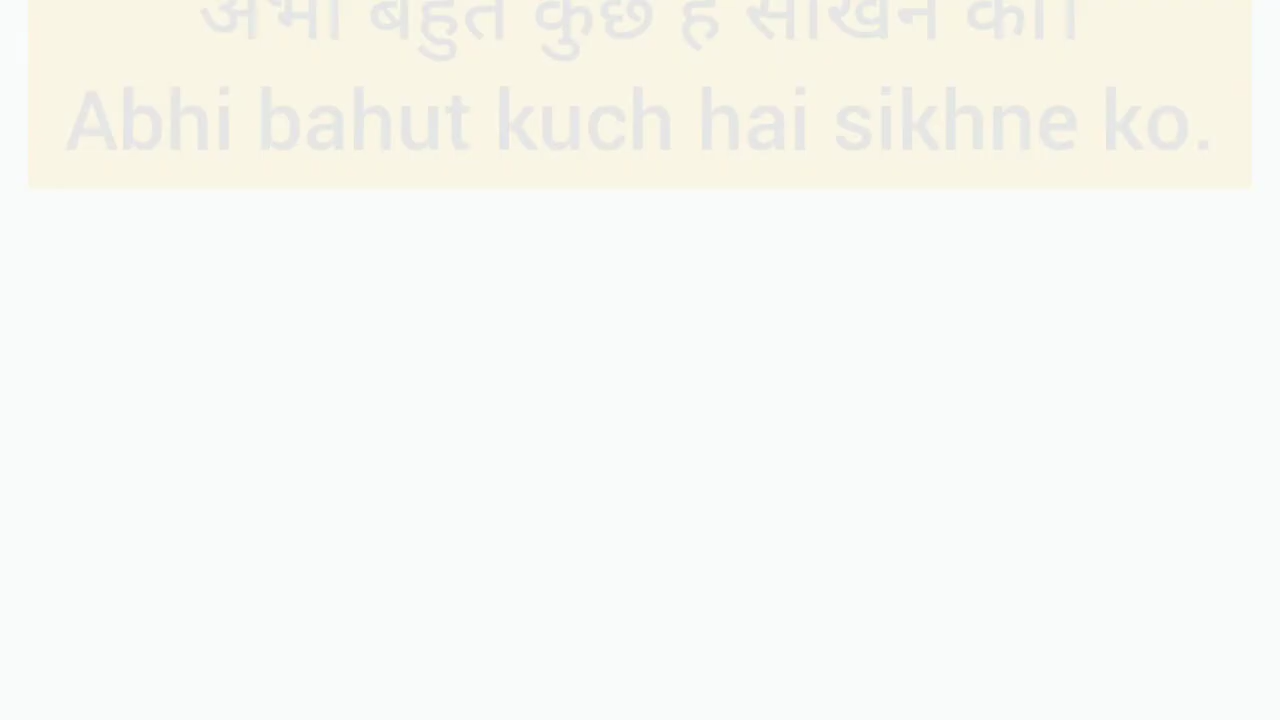 अभी बहुत कुछ है सीखने को।
Abhi bahut kuch hai sikhne ko.